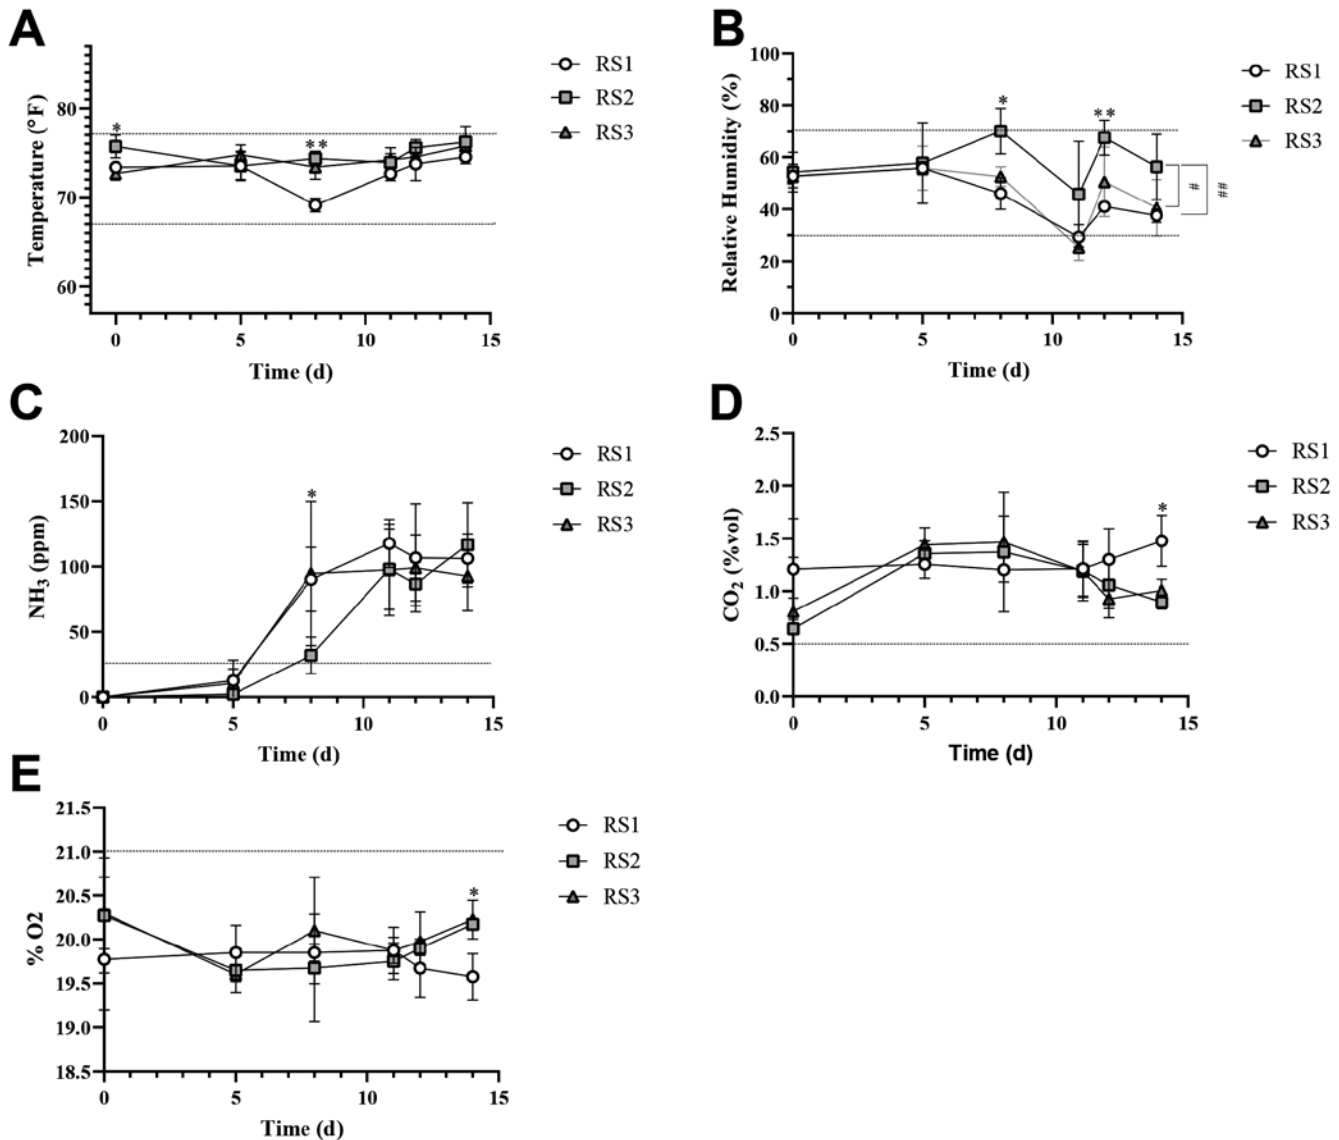 A
Temperature (°F)
80
70
60
*
**
0 5 10 15
Time (d)
RS1
RS2
RS3
B
Relative Humidity (%)
100
80
60
40
20
0
*
**
#
##
0 5 10 15
Time (d)
RS1
RS2
RS3
C
NH3 (ppm)
200
150
100
50
0
*
0 5 10 15
Time (d)
RS1
RS2
RS3
D
CO2 (%vol)
2.5
2.0
1.5
1.0
0.5
0.0
*
0 5 10 15
Time (d)
RS1
RS2
RS3
E
% O2
21.5
21.0
20.5
20.0
19.5
19.0
18.5
*
0 5 10 15
Time (d)
RS1
RS2
RS3